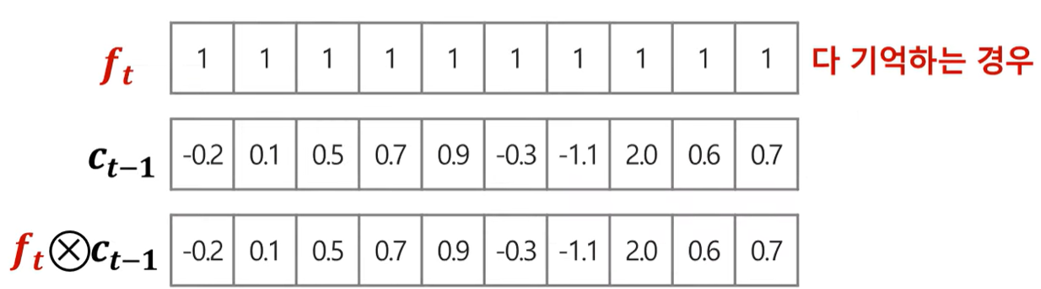 f_t 1 1 1 1 1 1 1 1 1 1 다 기억하는 경우
c_{t-1} -0.2 0.1 0.5 0.7 0.9 -0.3 -1.1 2.0 0.6 0.7
f_t⊗c_{t-1} -0.2 0.1 0.5 0.7 0.9 -0.3 -1.1 2.0 0.6 0.7